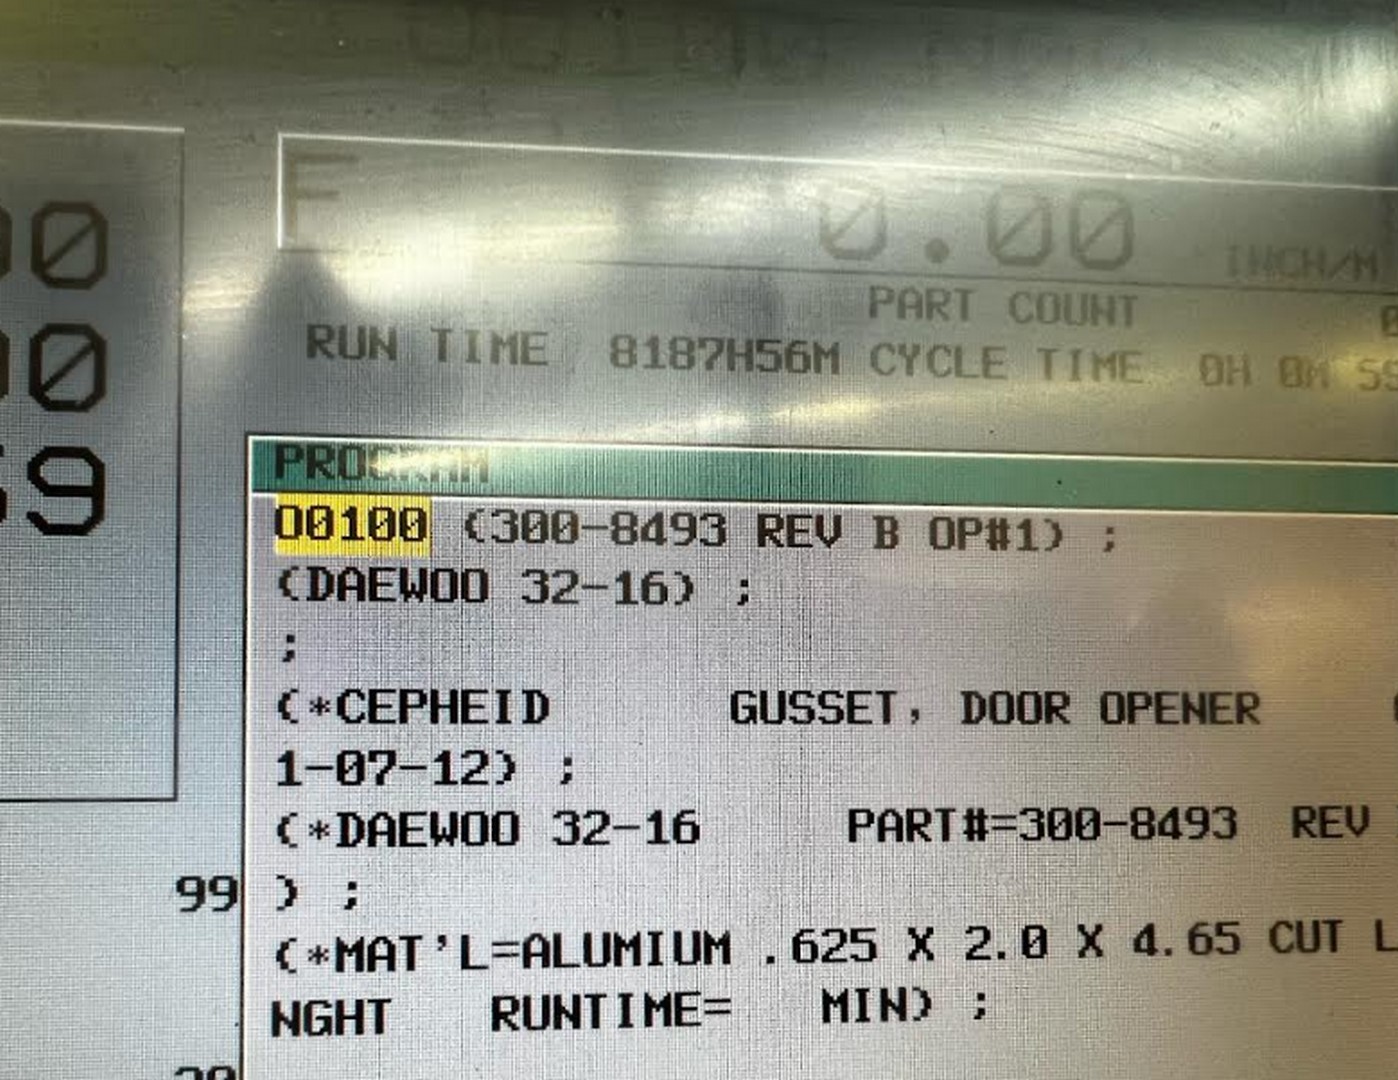 00
F 0.00 INCH/M
00
PART COUNT 0
RUN TIME 8187H56M CYCLE TIME 0H 0M
59
PROGRAM
O0100 (300-8493 REV B OP#1) ;
(DAEWOO 32-16) ;
;
(*CEPHEID GUSSET, DOOR OPENER (
1-07-12) ;
(*DAEWOO 32-16 PART#=300-8493 REV
99 ) ;
(*MAT'L=ALUMIUM .625 X 2.0 X 4.65 CUT L
NGHT RUNTIME= MIN) ;